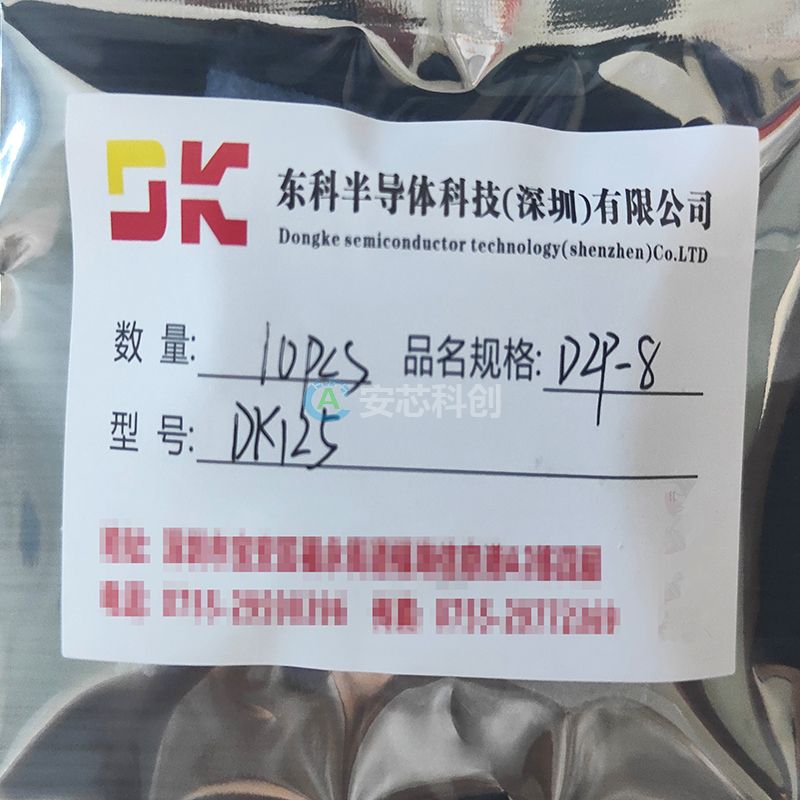 DK
东科半导体科技(深圳)有限公司
Dongke semiconductor technology(shenzhen)Co.LTD
数 量: 10pcs 品名规格: DIP-8
安芯科创
型 号: DK125